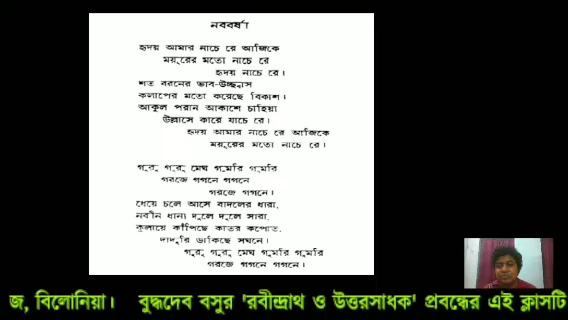 নববর্ষা
হৃদয় আমার নাচে রে আজিকে
ময়ূরের মতো নাচে রে
হৃদয় নাচে রে।
শত বরনের ভাব-উচ্ছ্বাস
কলাপের মতো করেছে বিকাশ।
আকুল পরান আকাশে চাহিয়া
উল্লাসে কারে যাচে রে।
হৃদয় আমার নাচে রে আজিকে
ময়ূরের মতো নাচে রে।
গুরু গুরু মেঘ গুমরি গুমরি
গরজে গগনে গগনে
গরজে গগনে।
ধেয়ে চলে আসে বাদলের ধারা,
নবীন ধান্য দুলে দুলে সারা,
কুলায়ে কাঁপিছে কাতর কপোত,
দাদুরি ডাকিছে সঘনে।
গুরু গুরু মেঘ গুমরি গুমরি
গরজে গগনে গগনে।
জ, বিলোনিয়া। বুদ্ধদেব বসুর 'রবীন্দ্রাথ ও উত্তরসাধক' প্রবন্ধের এই ক্লাসটি